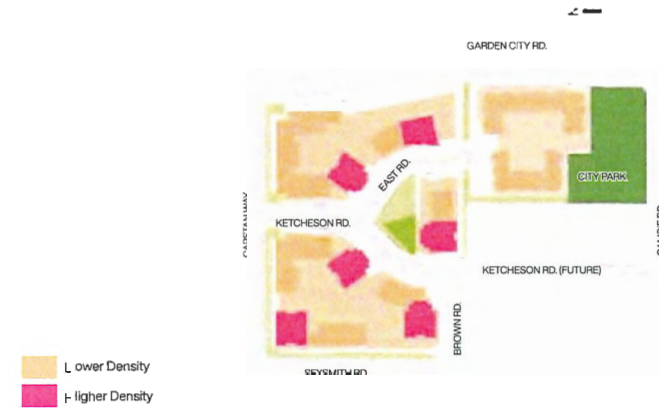 GARDEN CITY RD.
EAST RD.
CITY PARK
KETCHESON RD.
KETCHESON RD. (FUTURE)
BROWN RD.
Lower Density
Higher Density